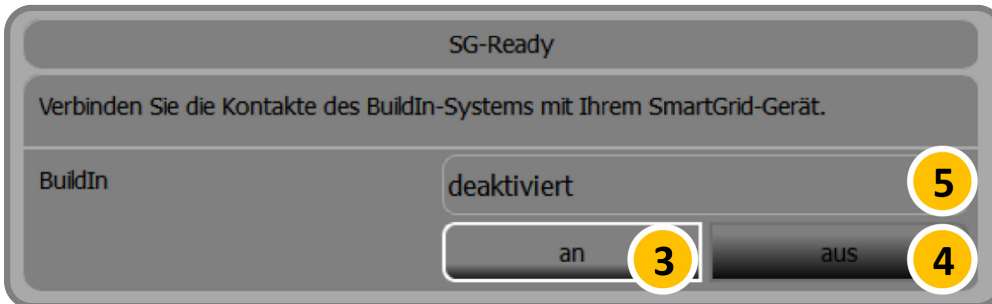 SG-Ready
Verbinden Sie die Kontakte des BuildIn-Systems mit Ihrem SmartGrid-Gerät.
BuildIn
deaktiviert
5
an
3
aus
4